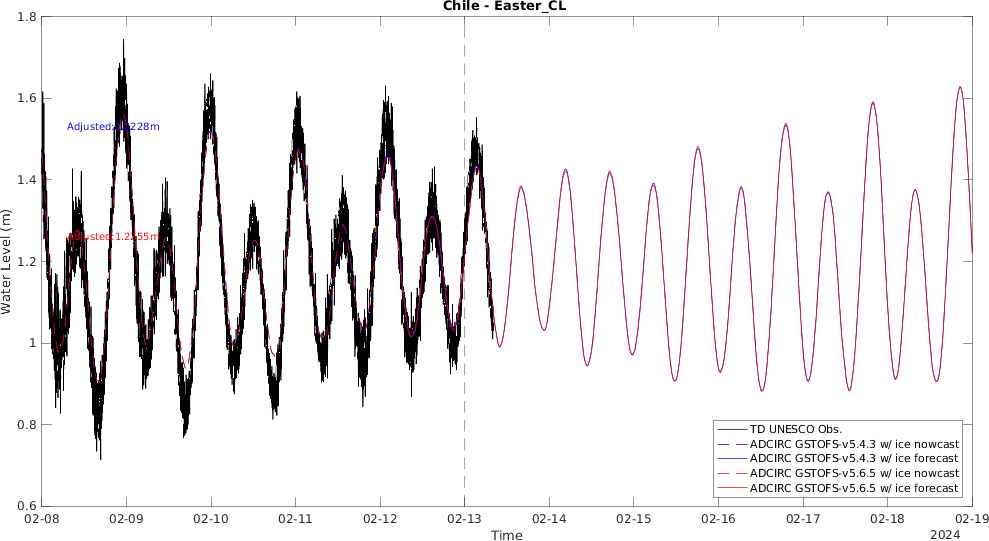 Chile - Easter_CL
Water Level (m)
1.8
1.6
1.4
1.2
1
0.8
0.6
Adjusted:
228m
Adjusted:1.2255m
TD UNESCO Obs.
ADCIRC GSTOFS-v5.4.3 w/ ice nowcast
ADCIRC GSTOFS-v5.4.3 w/ ice forecast
ADCIRC GSTOFS-v5.6.5 w/ ice nowcast
ADCIRC GSTOFS-v5.6.5 w/ ice forecast
02-08 02-09 02-10 02-11 02-12 02-13 02-14 02-15 02-16 02-17 02-18 02-19
Time
2024